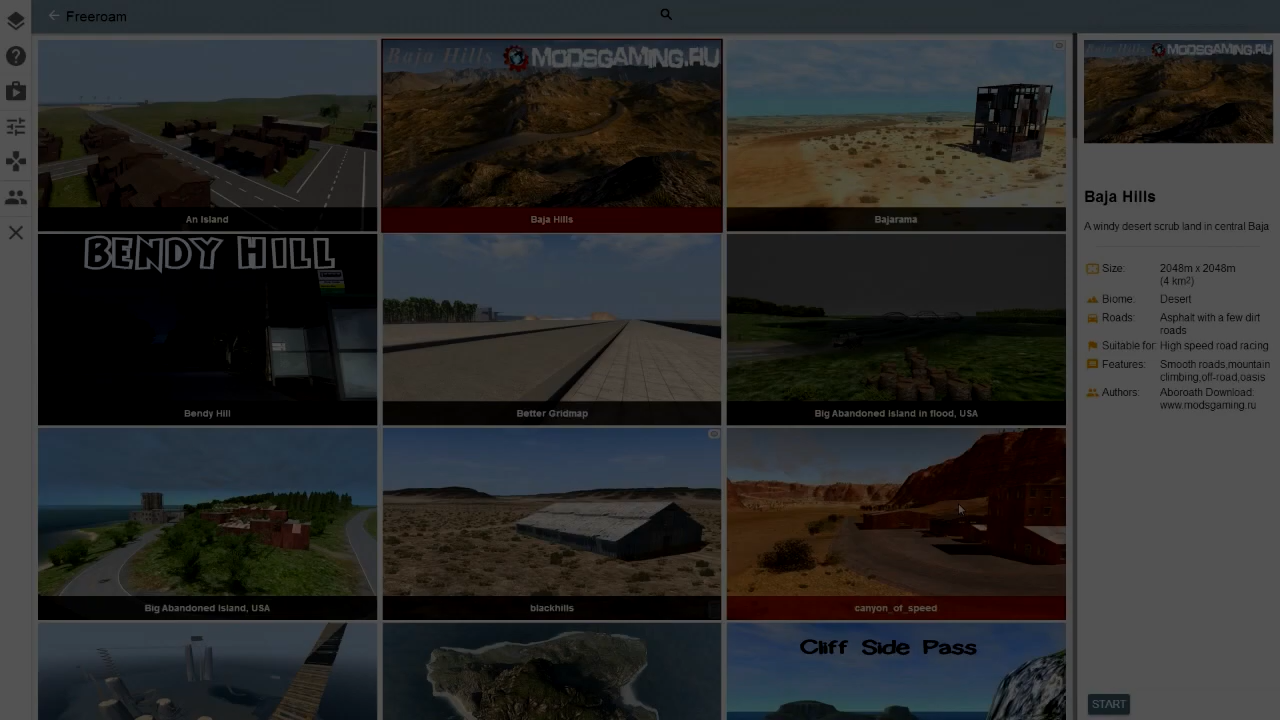 Freeroam
Baja Hills MODSGAMING.RU
An Island
Baja Hills
Bajarama
BENDY HILL
Bendy Hill
Better Gridmap
Big Abandoned island in flood, USA
Big Abandoned Island, USA
blackhills
canyon_of_speed
Cliff Side Pass
Baja Hills MODSGAMING.RU
Baja Hills
A windy desert scrub land in central Baja
Size: 2048m x 2048m
(4 km²)
Biome: Desert
Roads: Asphalt with a few dirt
roads
Suitable for: High speed road racing
Features: Smooth roads,mountain
climbing,off-road,oasis
Authors: Aboroath Download:
www.modsgaming.ru
START